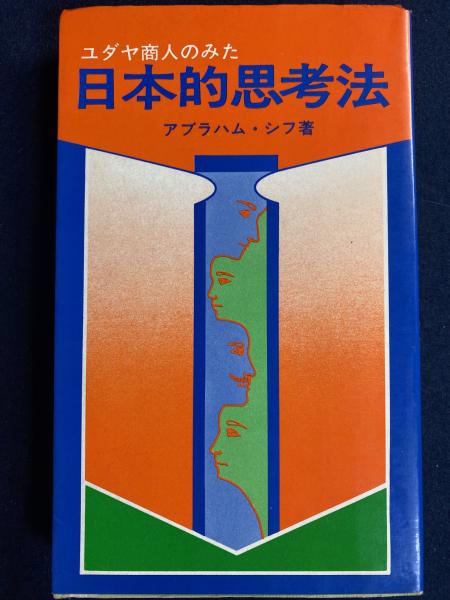 ユダヤ商人のみた
日本的思考法
アブラハム・シフ著